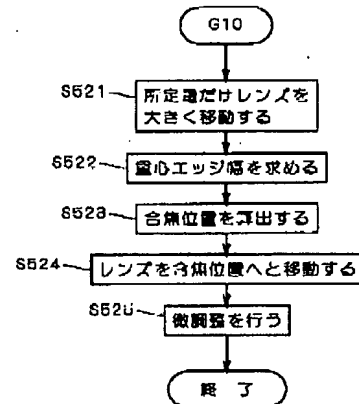 G10
S521
所定量だけレンズを
大きく移動する
S522
重心エッジ幅を求める
S523
合焦位置を算出する
S524
レンズを合焦位置へと移動する
S525
微調整を行う
終了